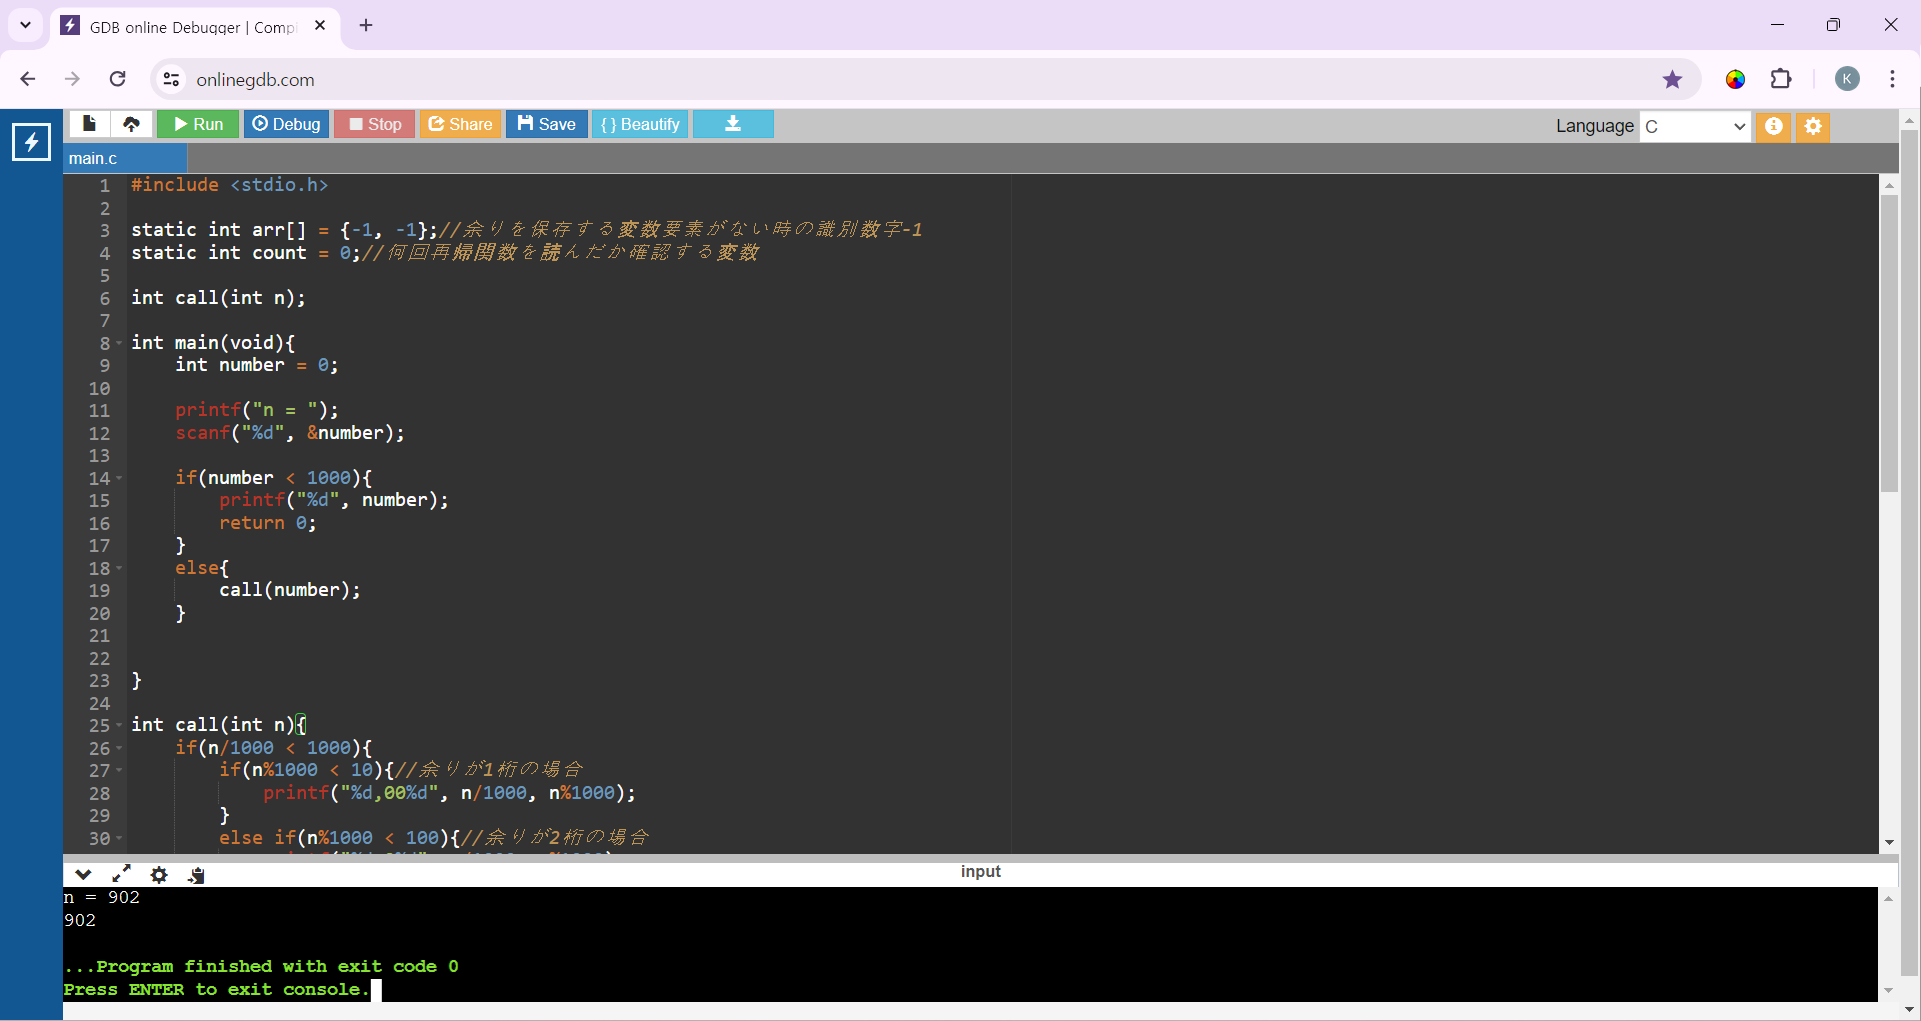 GDB online Debugger | Compi
onlinegdb.com
K
Run Debug Stop Share Save { } Beautify
Language C
main.c
1 #include <stdio.h>
2
3 static int arr[] = {-1, -1};//余りを保存する変数要素がない時の識別数字-1
4 static int count = 0;//何回再帰関数を読んだか確認する変数
5
6 int call(int n);
7
8 int main(void){
9 int number = 0;
10
11 printf("n = ");
12 scanf("%d", &number);
13
14 if(number < 1000){
15 printf("%d", number);
16 return 0;
17 }
18 else{
19 call(number);
20 }
21
22
23 }
24
25 int call(int n){
26 if(n/1000 < 1000){
27 if(n%1000 < 10){//余りが1桁の場合
28 printf("%d,00%d", n/1000, n%1000);
29 }
30 else if(n%1000 < 100){//余りが2桁の場合
input
n = 902
902
...Program finished with exit code 0
Press ENTER to exit console.